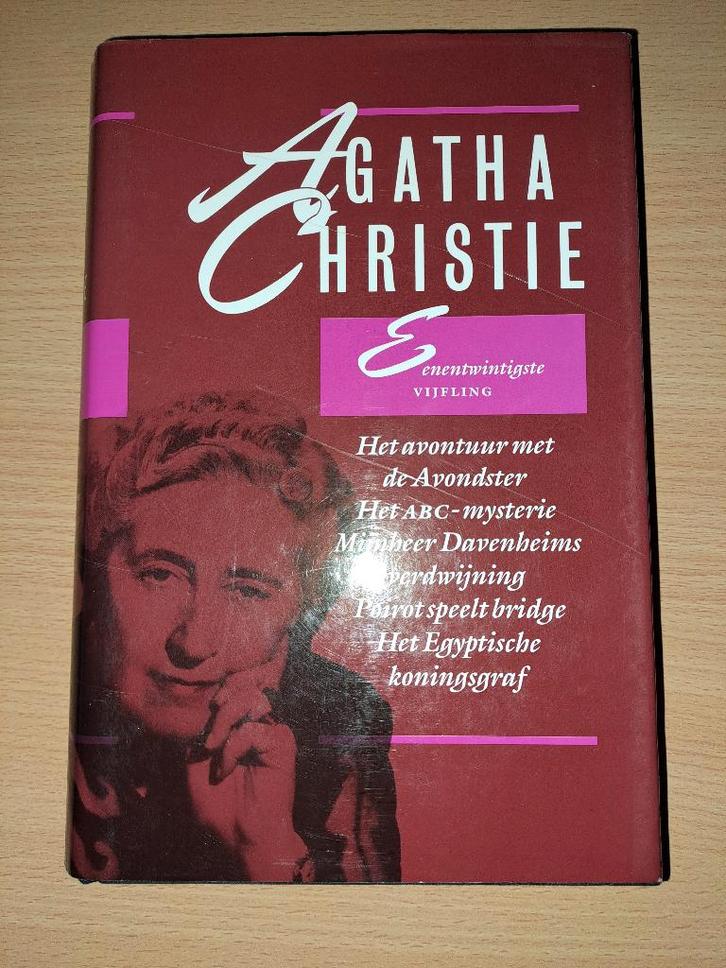 AGATHA
CHRISTIE
Eenentwintigste
VIJFLING
Het avontuur met
de Avondster
Het ABC-mysterie
Mijnheer Davenheims
verdwijning
Poirot speelt bridge
Het Egyptische
koningsgraf